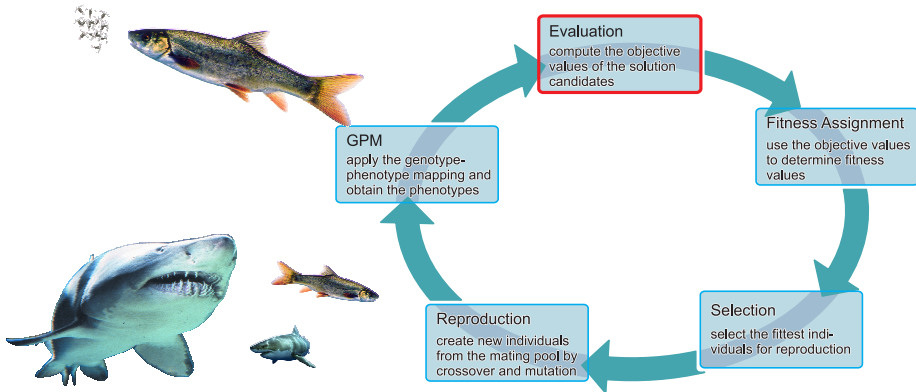 Evaluation
compute the objective
values of the solution
candidates
Fitness Assignment
use the objective values
to determine fitness
values
GPM
apply the genotype-
phenotype mapping and
obtain the phenotypes
Selection
select the fittest indi-
viduals for reproduction
Reproduction
create new individuals
from the mating pool by
crossover and mutation